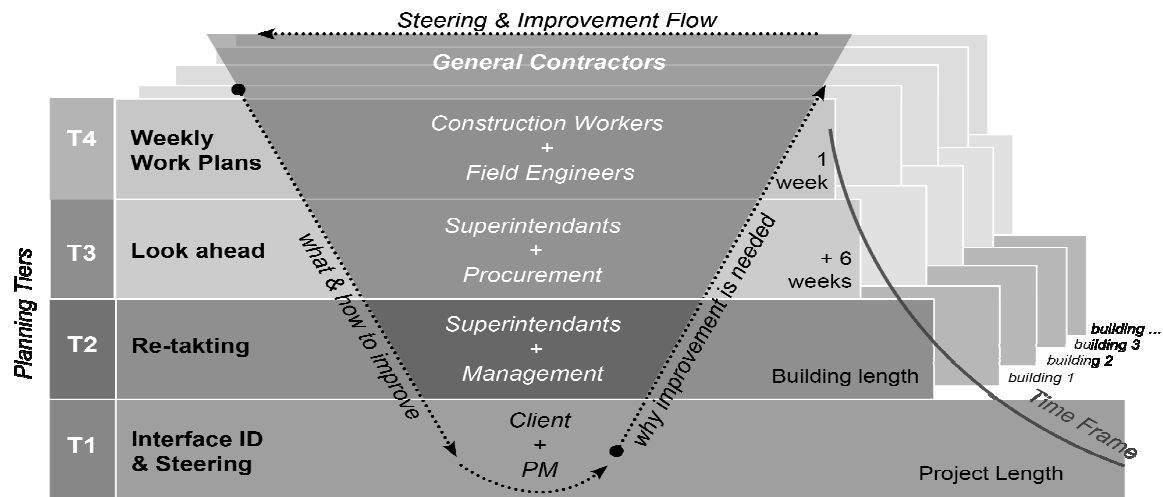 Steering & Improvement Flow
General Contractors
Planning Tiers
T4
Weekly
Work Plans
Construction Workers
+
Field Engineers
1
week
T3
Look ahead
Superintendants
+
Procurement
+ 6
weeks
what & how to improve
why improvement is needed
T2
Re-takting
Superintendants
+
Management
Building length
building ...
building 3
building 2
building 1
Time Frame
T1
Interface ID
& Steering
Client
+
PM
Project Length